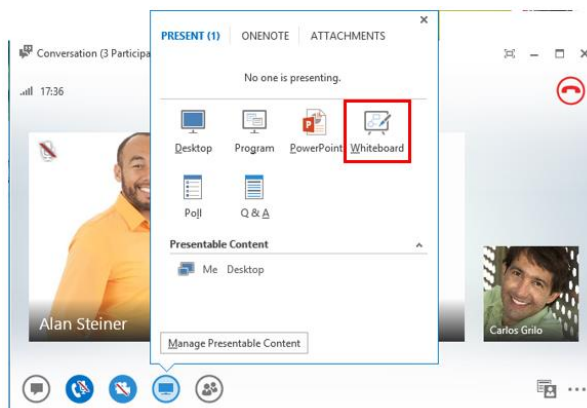 Conversation (3 Participa
17:36
PRESENT (1) ONENOTE ATTACHMENTS
No one is presenting.
Desktop Program PowerPoint Whiteboard
Poll Q & A
Presentable Content
Me Desktop
Manage Presentable Content
Alan Steiner
Carlos Grilo